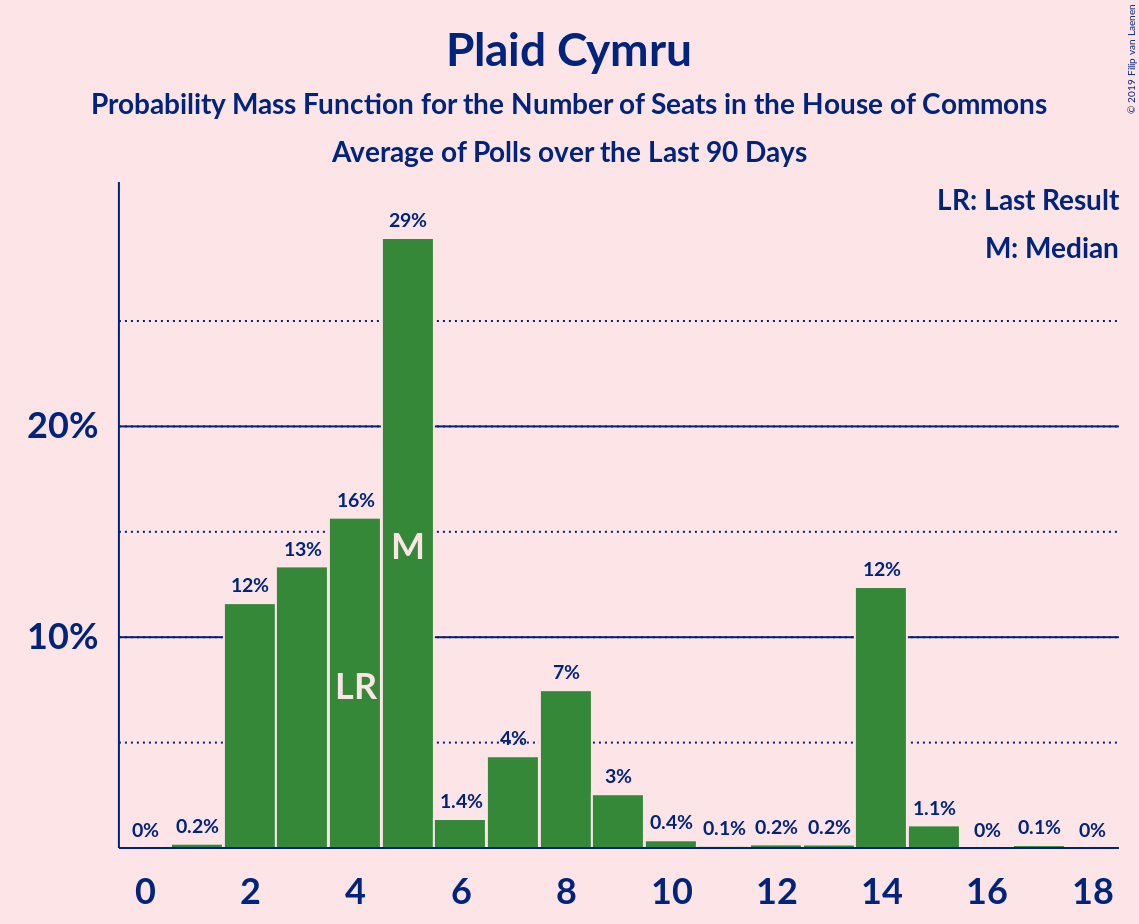 Plaid Cymru
Probability Mass Function for the Number of Seats in the House of Commons
Average of Polls over the Last 90 Days
© 2019 Filip van Laenen
LR: Last Result
M: Median
20%
10%
0%
0.2%
12%
13%
16%
29%
1.4%
4%
7%
3%
0.4%
0.1%
0.2%
0.2%
12%
1.1%
0%
0.1%
0%
LR
M
0 2 4 6 8 10 12 14 16 18